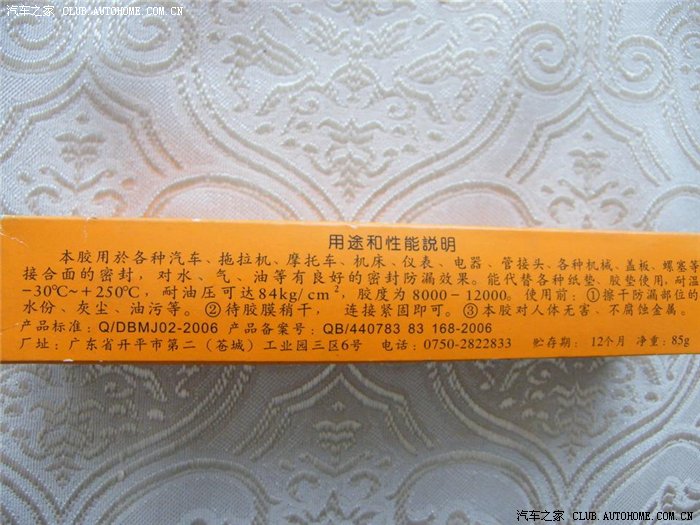 汽车之家 CLUB.AUTOHOME.COM.CN
用途和性能説明
本胶用於各种汽车、拖拉机、摩托车、机床、仪表、电器、管接头、各种机械、盖板、螺塞等
接合面的密封，对水、气、油等有良好的密封防漏效果。能代替各种纸垫、胶垫使用，耐温
-30℃~+250℃，耐油压可达84kg/cm²，胶度为8000-12000。使用前：①擦干防漏部位的
水份、灰尘、油污等。②待胶膜稍干，连接紧固即可。③本胶对人体无害、不腐蚀金属。
产品标准：Q/DBMJ02-2006 产品备案号：QB/440783 83 168-2006
厂址：广东省开平市第二（苍城）工业园三区6号 电话：0750-2822833 贮存期：12个月 净重：85g
汽车之家 CLUB.AUTOHOME.COM.CN